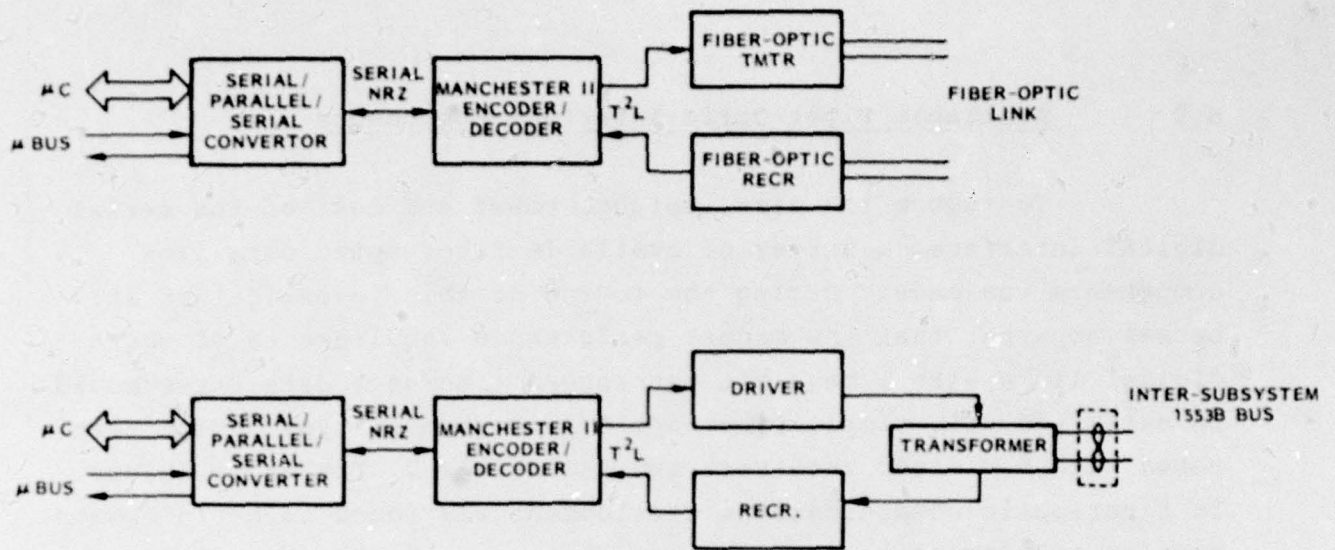 μC
μ BUS
SERIAL/
PARALLEL/
SERIAL
CONVERTOR
SERIAL
NRZ
MANCHESTER II
ENCODER/
DECODER
T²L
FIBER-OPTIC
TMTR
FIBER-OPTIC
RECR
FIBER-OPTIC
LINK
μC
μ BUS
SERIAL/
PARALLEL/
SERIAL
CONVERTER
SERIAL
NRZ
MANCHESTER II
ENCODER/
DECODER
T²L
DRIVER
RECR.
TRANSFORMER
INTER-SUBSYSTEM
1553B BUS